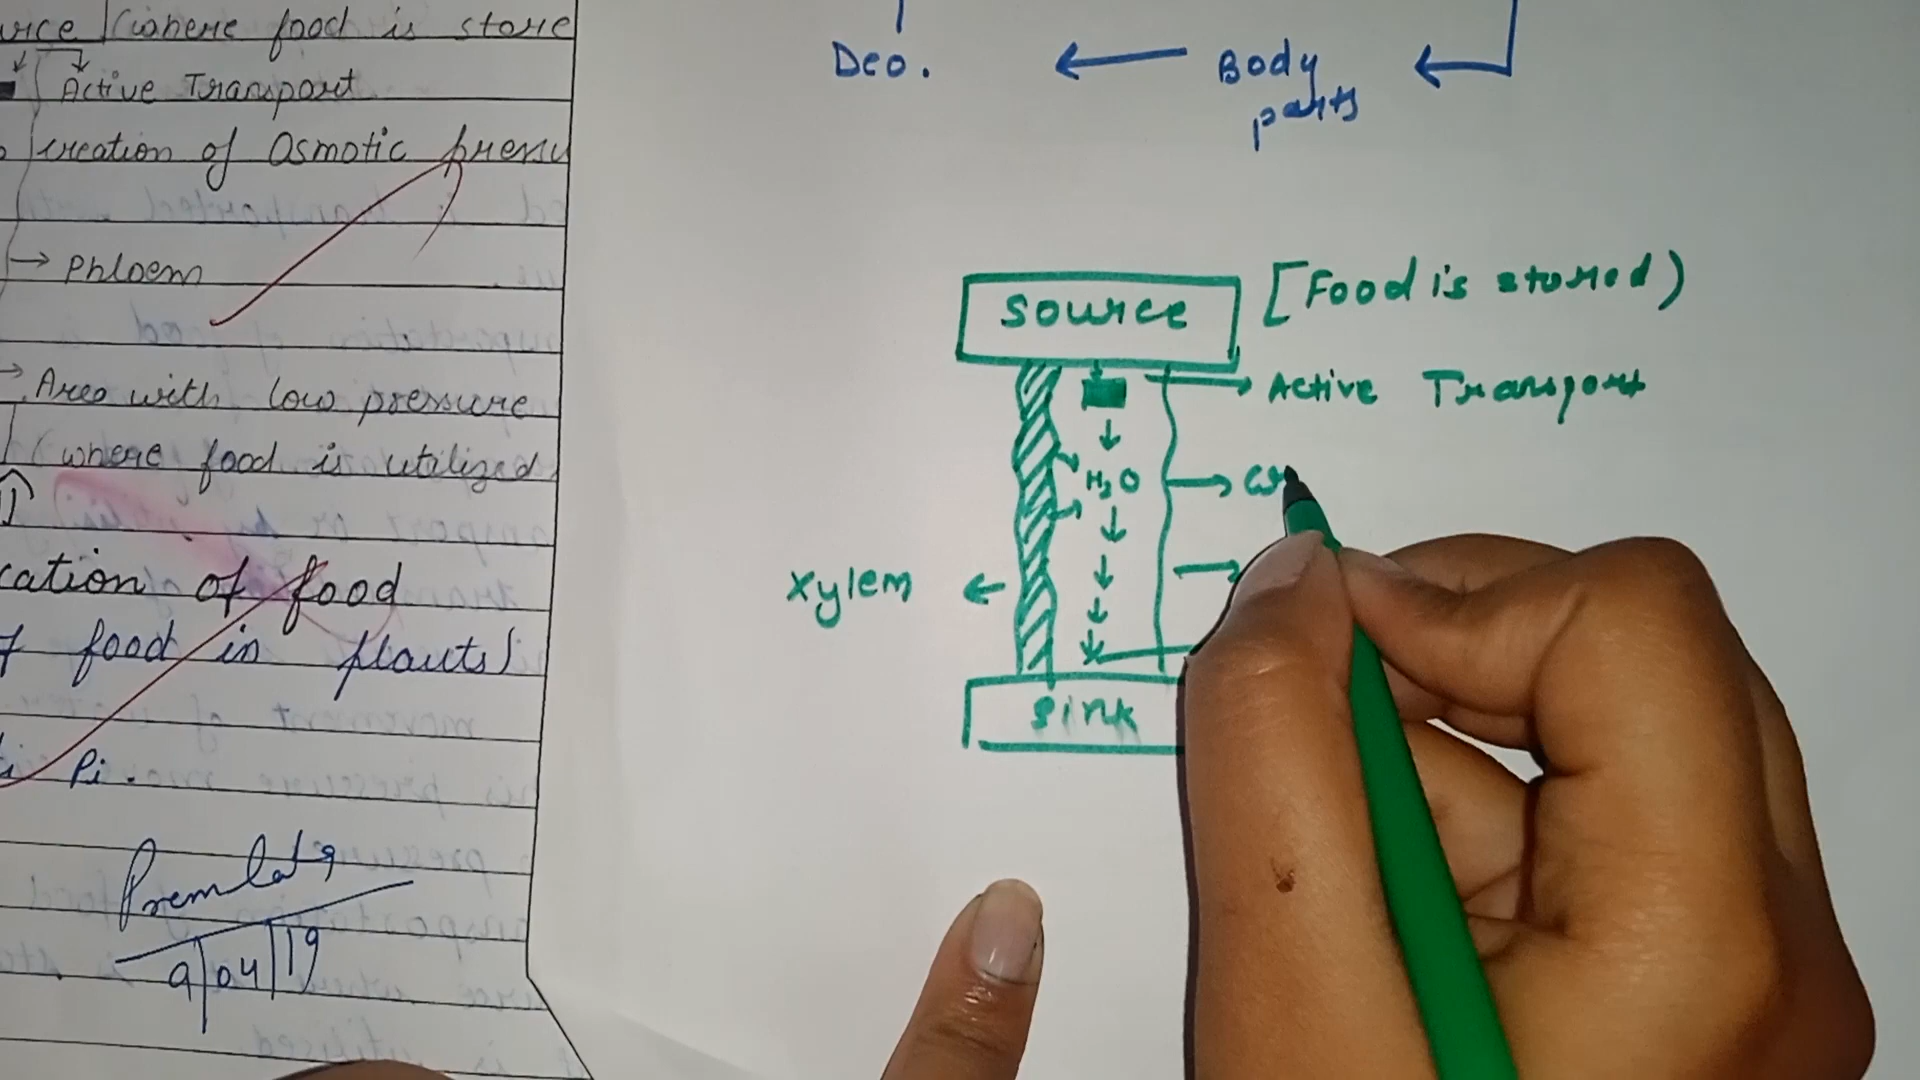 (where food is store
Active Transport
creation of Osmotic
→ Phloem
→ Area with low pressure
(where food is utilized
cation of food
f food in plants)
Pi.
Premlata
9/04/19
Deo. ← Body ←
parts
Source [Food is stored)
→ Active Transport
↓
H2O → 
Xylem ←
Sink